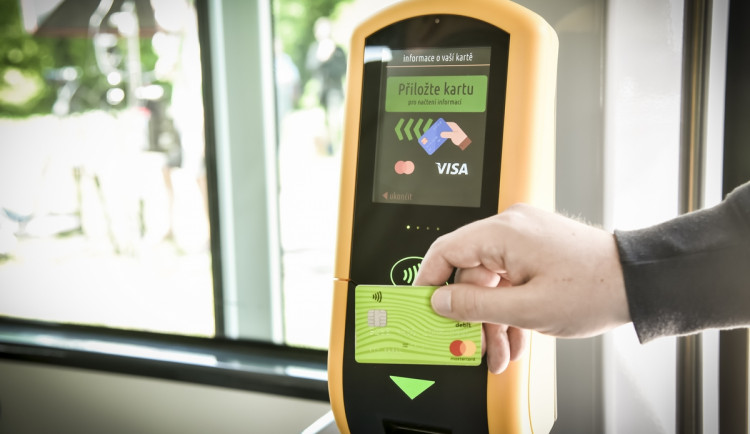 informace o vaší kartě
Přiložte kartu
pro načtení informací
VISA
ukončit
debit
mastercard